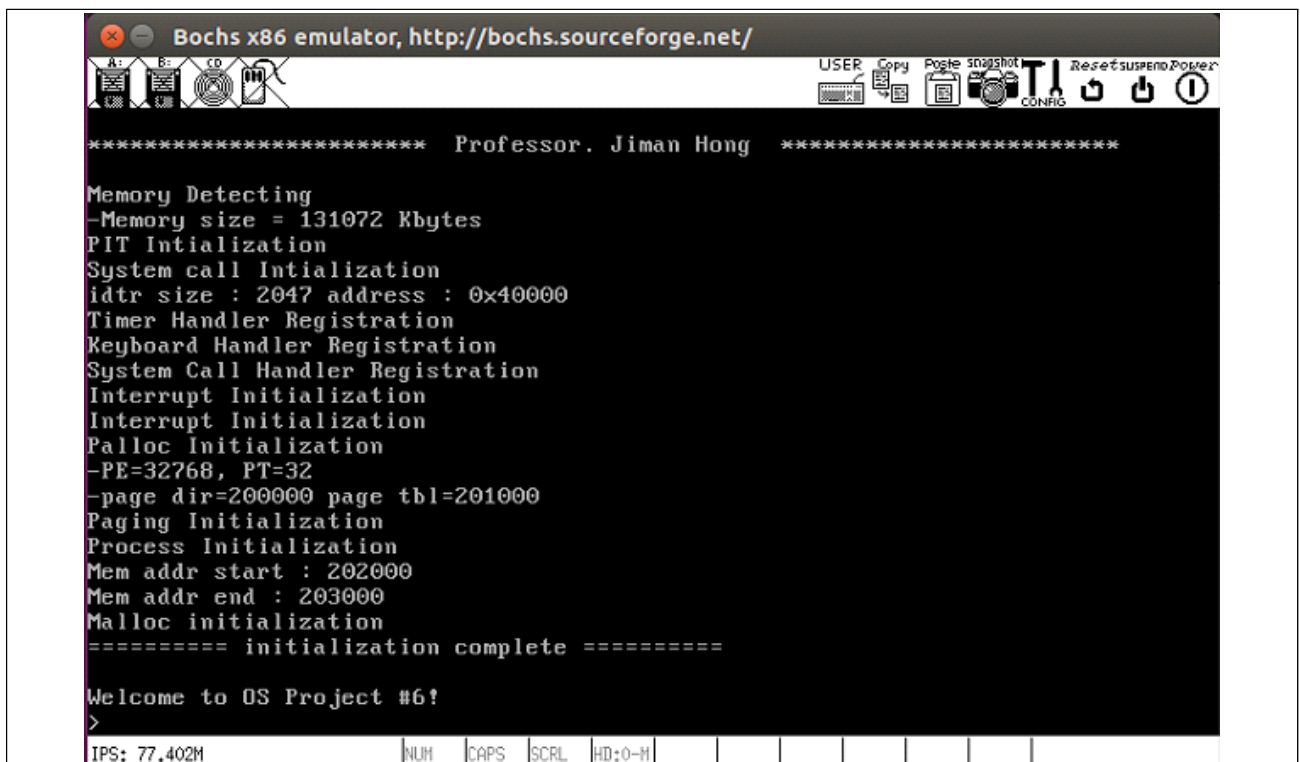 Bochs x86 emulator, http://bochs.sourceforge.net/
A: B: CD USER Copy Paste snapshot CONFIG Reset SUSPEND Power
************************ Professor. Jiman Hong ************************
Memory Detecting
-Memory size = 131072 Kbytes
PIT Intialization
System call Intialization
idtr size : 2047 address : 0x40000
Timer Handler Registration
Keyboard Handler Registration
System Call Handler Registration
Interrupt Initialization
Interrupt Initialization
Palloc Initialization
-PE=32768, PT=32
-page dir=200000 page tbl=201000
Paging Initialization
Process Initialization
Mem addr start : 202000
Mem addr end : 203000
Malloc initialization
========== initialization complete ==========
Welcome to OS Project #6!
>
IPS: 77.402M NUM CAPS SCRL HD:0-M